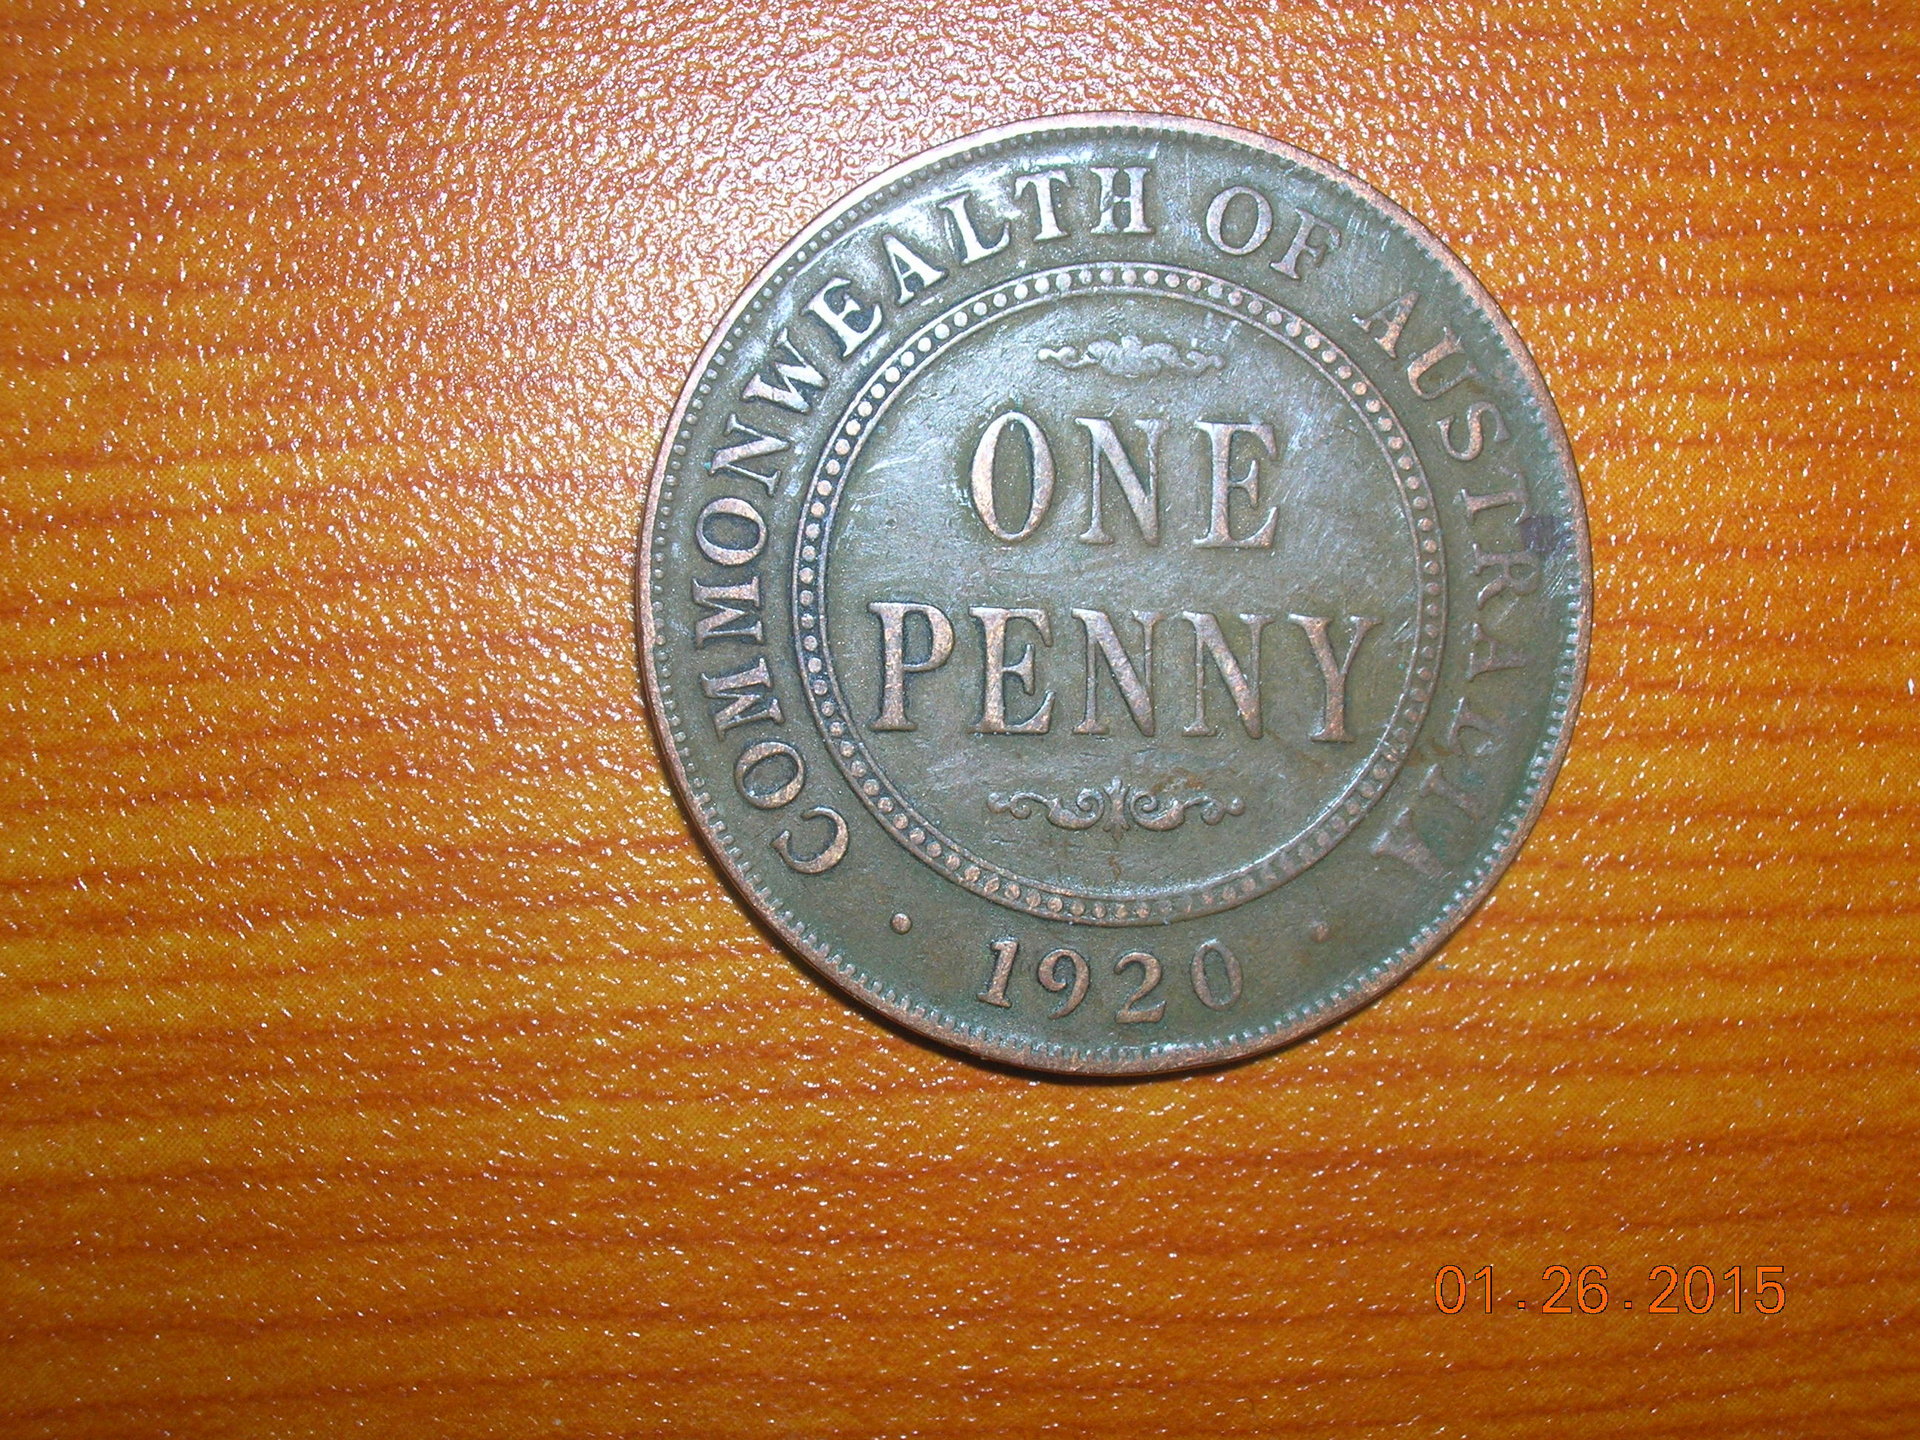 COMMONWEALTH OF AUSTRALIA
ONE
PENNY
· 1920 ·
01.26.2015